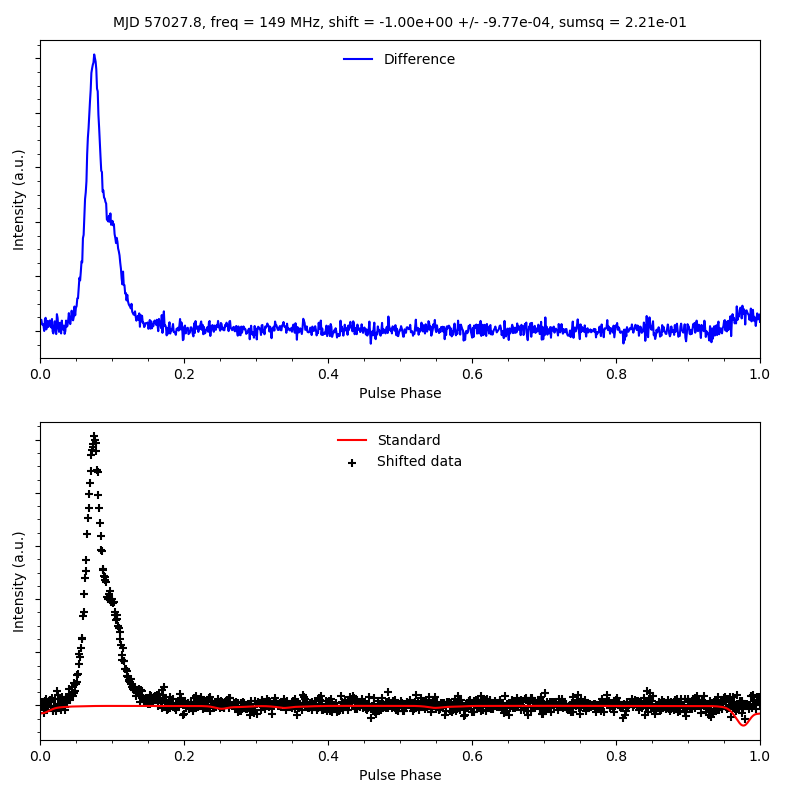 MJD 57027.8, freq = 149 MHz, shift = -1.00e+00 +/- -9.77e-04, sumsq = 2.21e-01
Difference
Intensity (a.u.)
0.0 0.2 0.4 0.6 0.8 1.0
Pulse Phase
Standard
Shifted data
Intensity (a.u.)
0.0 0.2 0.4 0.6 0.8 1.0
Pulse Phase